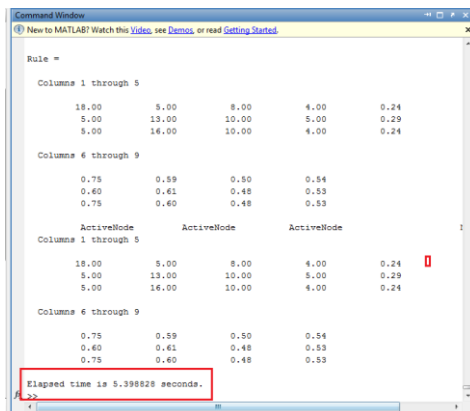 Command Window
New to MATLAB? Watch this Video, see Demos, or read Getting Started.
Rule =
Columns 1 through 5
18.00 5.00 8.00 4.00 0.24
5.00 13.00 10.00 5.00 0.29
5.00 16.00 10.00 4.00 0.24
Columns 6 through 9
0.75 0.59 0.50 0.54
0.60 0.61 0.48 0.53
0.75 0.60 0.48 0.53
ActiveNode ActiveNode ActiveNode
Columns 1 through 5
18.00 5.00 8.00 4.00 0.24
5.00 13.00 10.00 5.00 0.29
5.00 16.00 10.00 4.00 0.24
Columns 6 through 9
0.75 0.59 0.50 0.54
0.60 0.61 0.48 0.53
0.75 0.60 0.48 0.53
Elapsed time is 5.398828 seconds.
fx >>